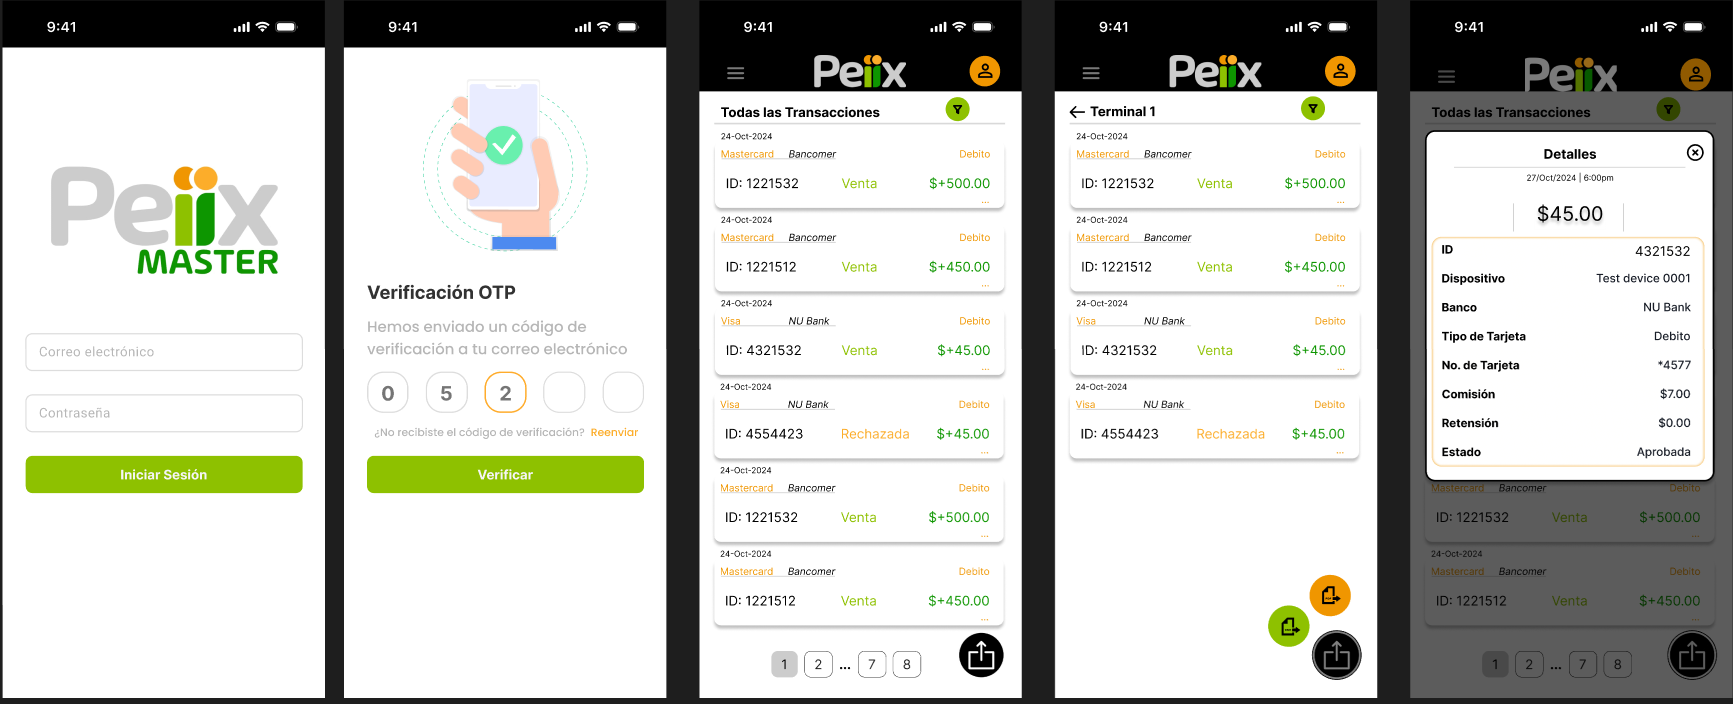 9:41
Peiix
MASTER
Correo electrónico
Contraseña
Iniciar Sesión
9:41
Verificación OTP
Hemos enviado un código de
verificación a tu correo electrónico
0 5 2
¿No recibiste el código de verificación? Reenviar
Verificar
9:41
Peiix
Todas las Transacciones
24-Oct-2024
Mastercard Bancomer Debito
ID: 1221532 Venta $+500.00
...
24-Oct-2024
Mastercard Bancomer Debito
ID: 1221512 Venta $+450.00
...
24-Oct-2024
Visa NU Bank Debito
ID: 4321532 Venta $+45.00
...
24-Oct-2024
Visa NU Bank Debito
ID: 4554423 Rechazada $+45.00
...
24-Oct-2024
Mastercard Bancomer Debito
ID: 1221532 Venta $+500.00
...
24-Oct-2024
Mastercard Bancomer Debito
ID: 1221512 Venta $+450.00
...
1 2 ... 7 8
9:41
Peiix
Terminal 1
24-Oct-2024
Mastercard Bancomer Debito
ID: 1221532 Venta $+500.00
...
24-Oct-2024
Mastercard Bancomer Debito
ID: 1221512 Venta $+450.00
...
24-Oct-2024
Visa NU Bank Debito
ID: 4321532 Venta $+45.00
...
24-Oct-2024
Visa NU Bank Debito
ID: 4554423 Rechazada $+45.00
...
9:41
Peiix
Todas las Transacciones
Detalles
27/Oct/2024 | 6:00pm
$45.00
ID 4321532
Dispositivo Test device 0001
Banco NU Bank
Tipo de Tarjeta Debito
No. de Tarjeta *4577
Comisión $7.00
Retensión $0.00
Estado Aprobada
Mastercard Bancomer Debito
ID: 1221532 Venta $+500.00
...
24-Oct-2024
Mastercard Bancomer Debito
ID: 1221512 Venta $+450.00
...
1 2 ... 7 8